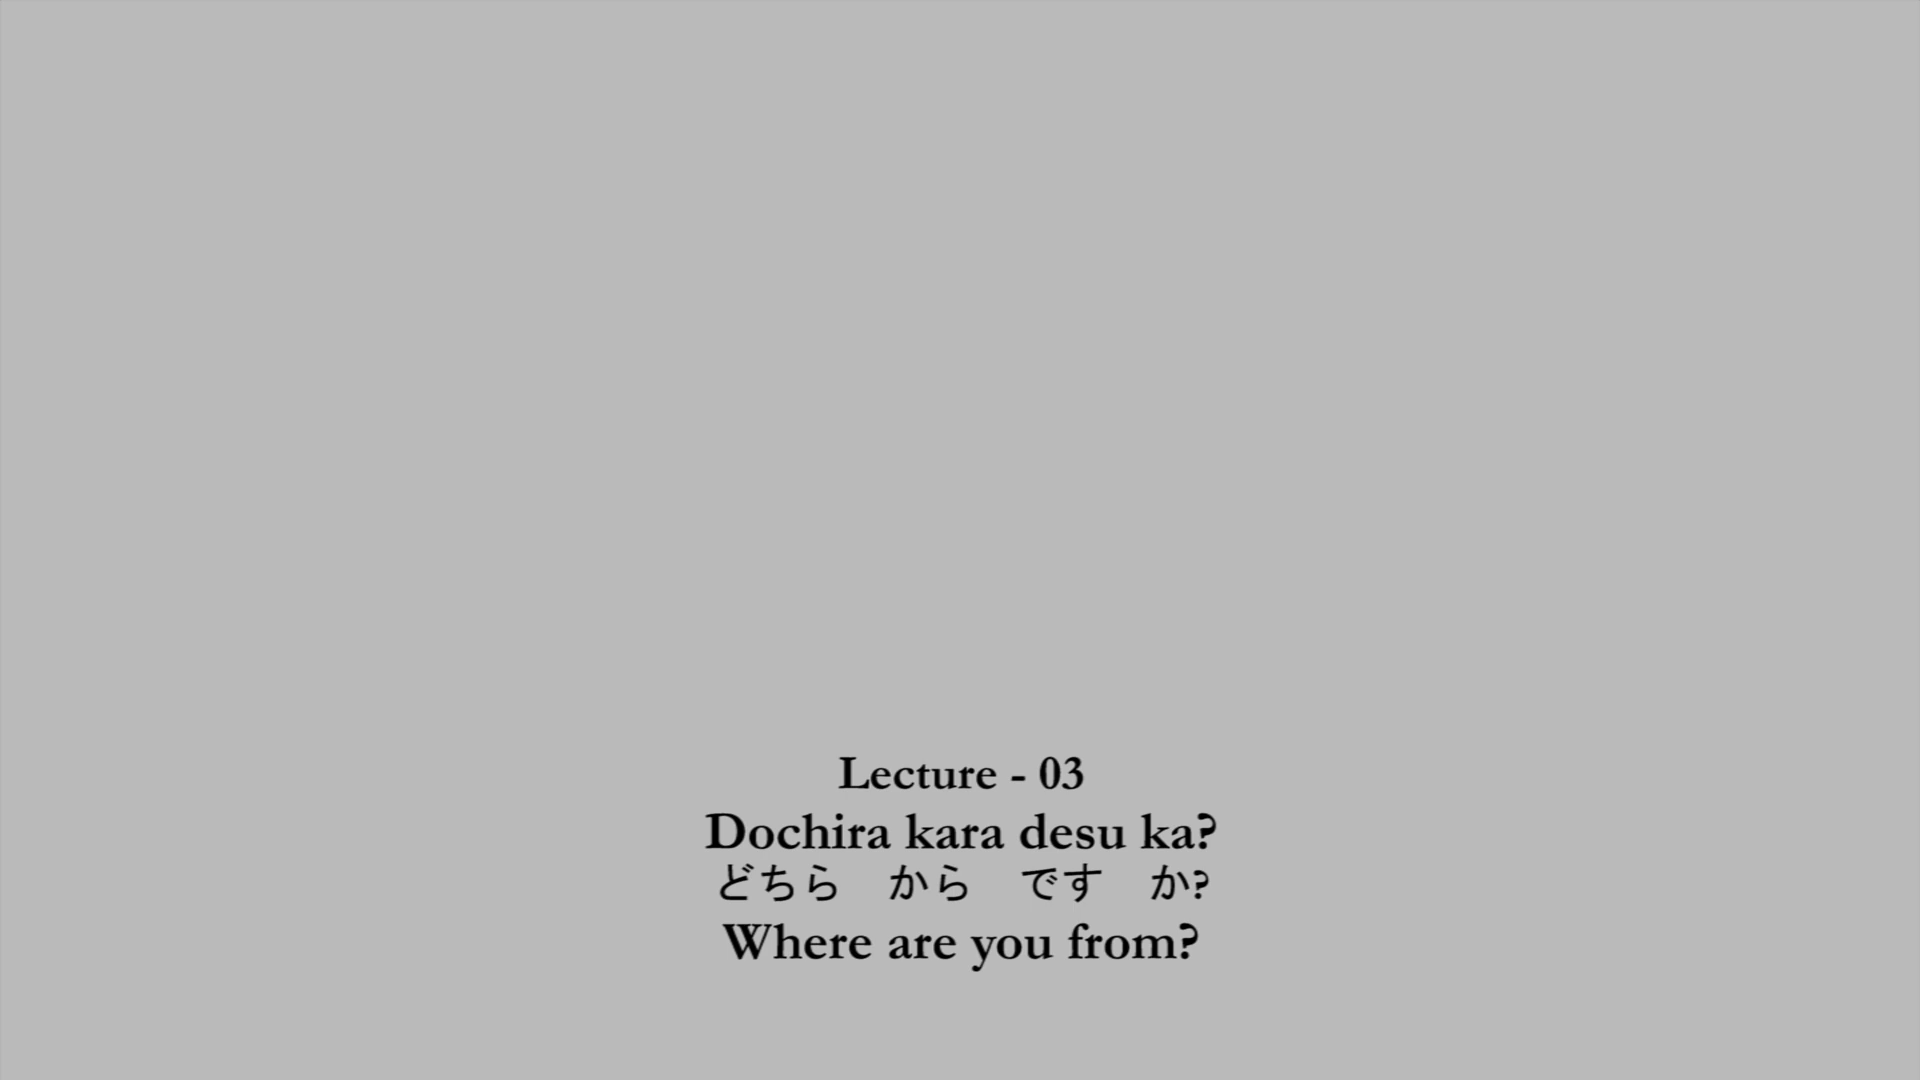 Lecture - 03
Dochira kara desu ka?
どちら　から　です　か?
Where are you from?